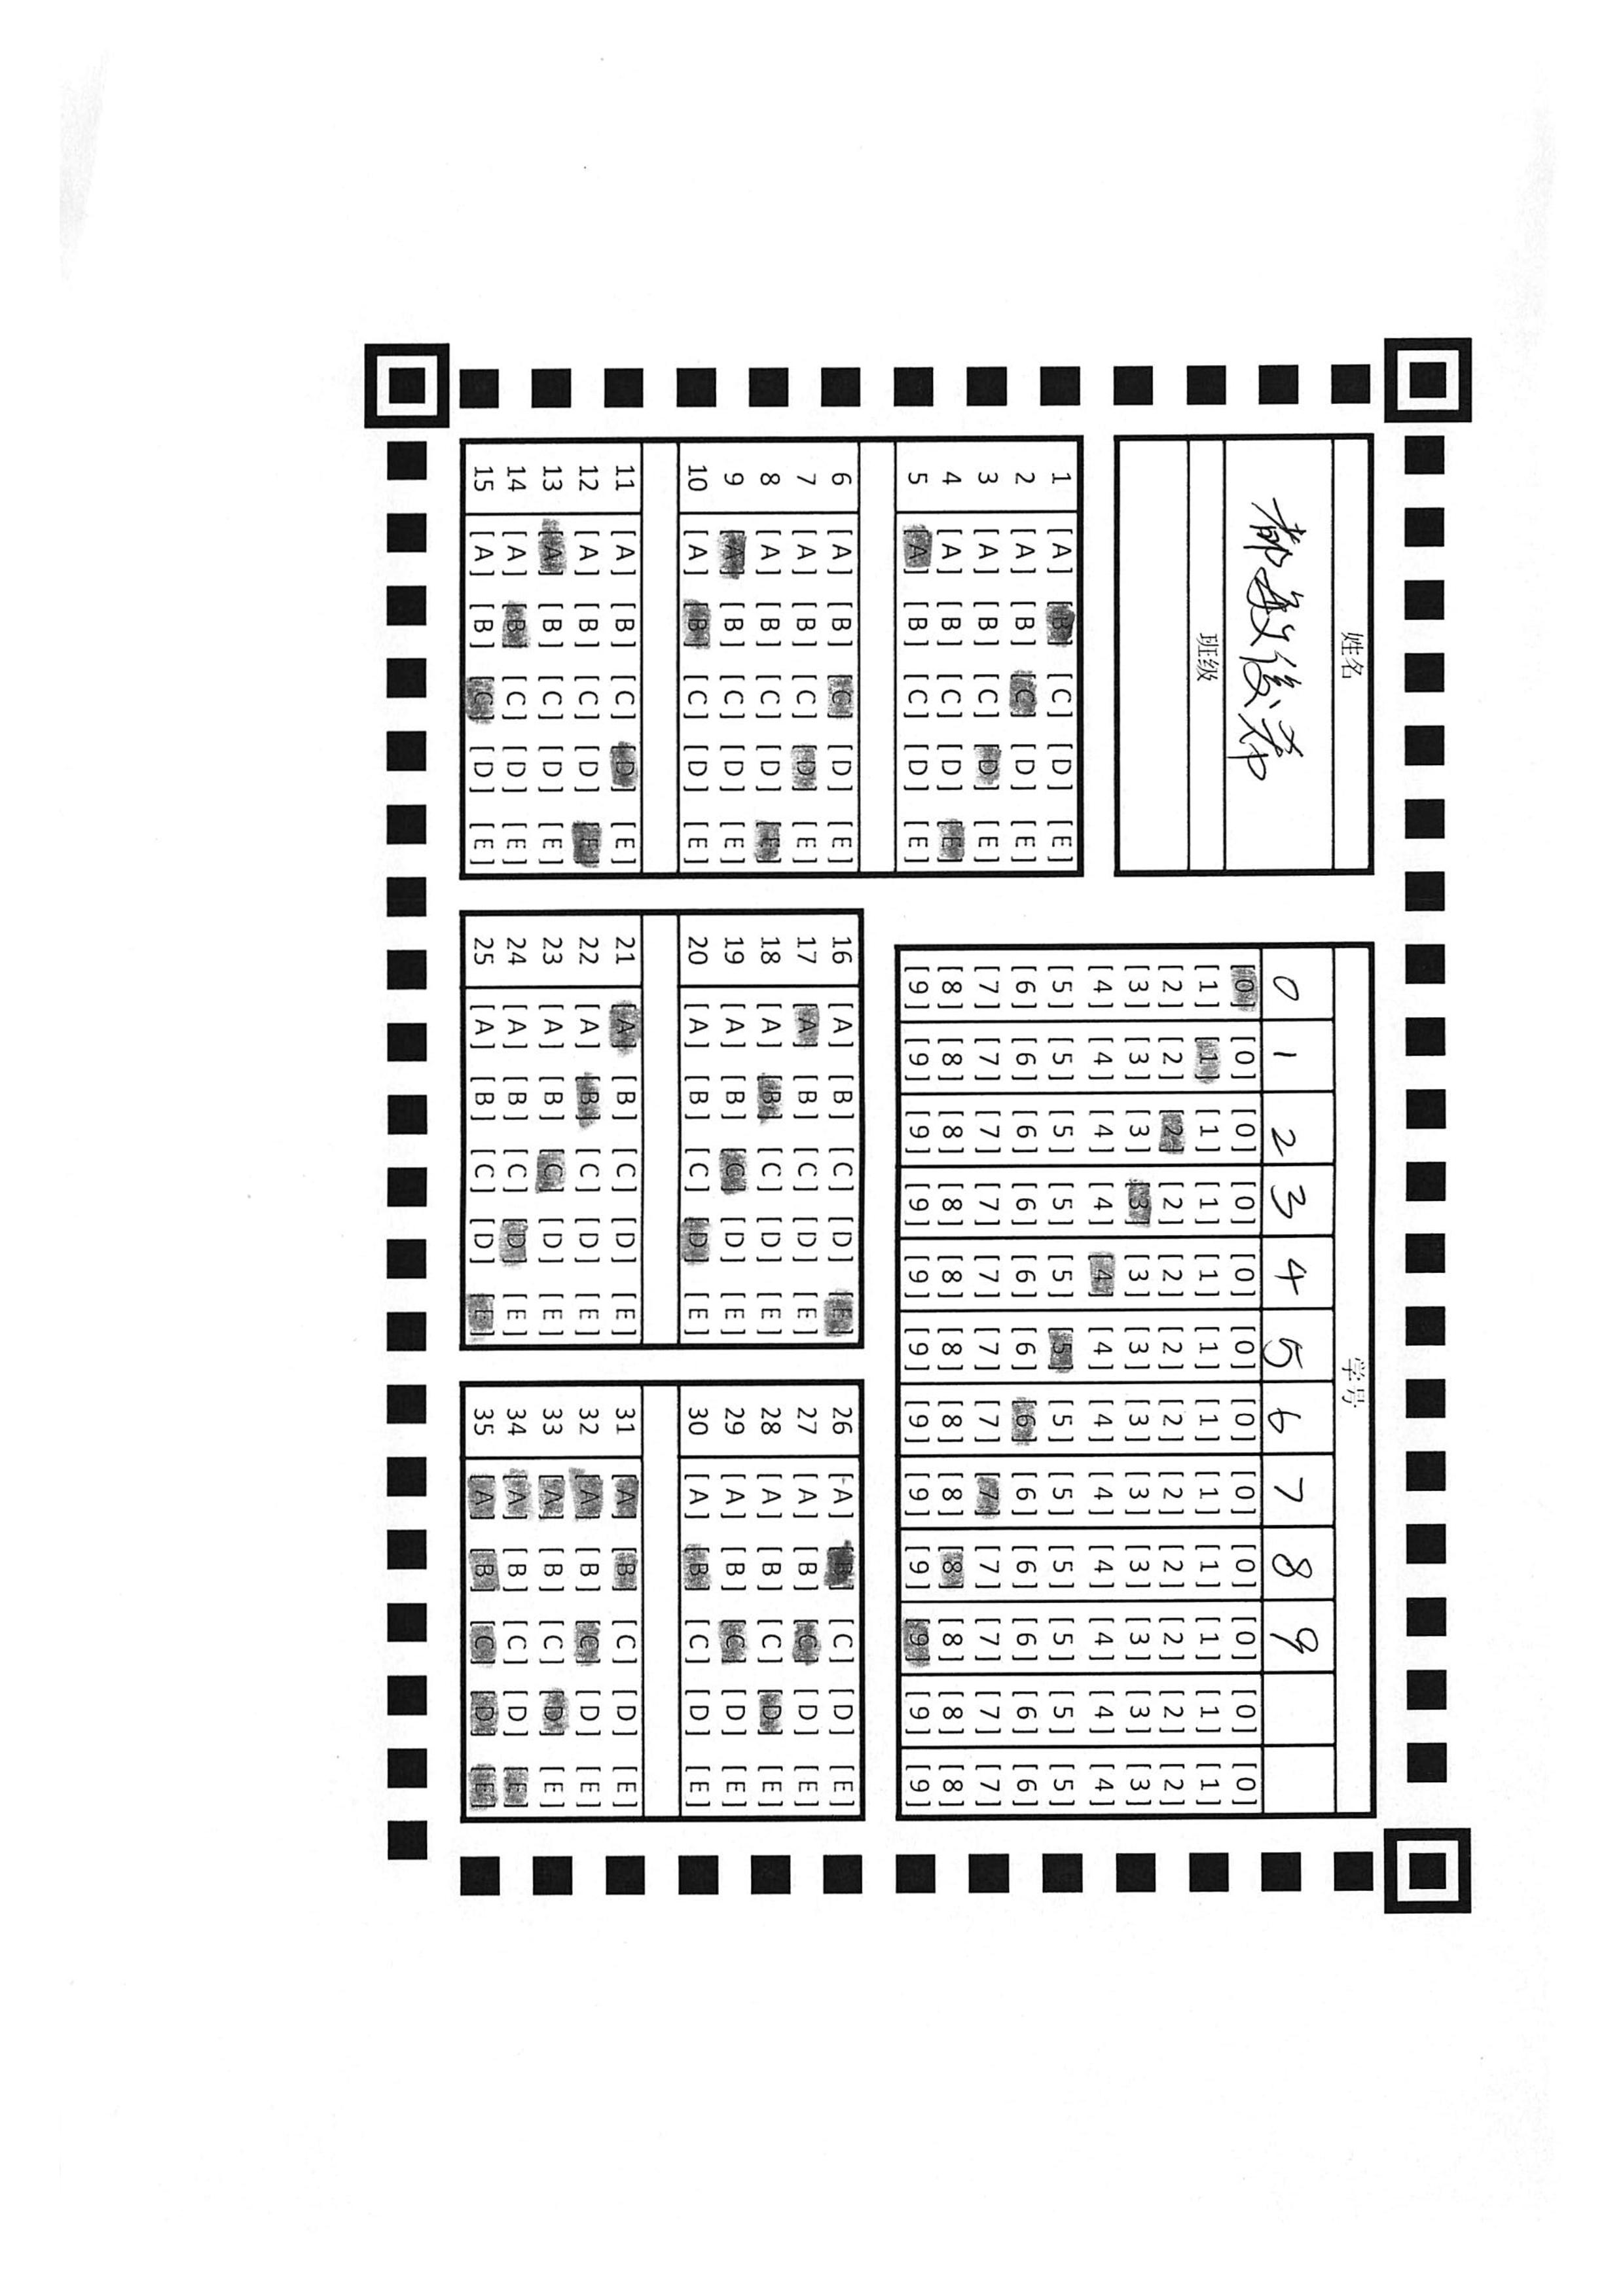 姓名
都敏俊希
班级
学号
0 1 2 3 4 5 6 7 8 9
[0] [0] [0] [0] [0] [0] [0] [0] [0] [0] [0] [0]
[1] [1] [1] [1] [1] [1] [1] [1] [1] [1] [1] [1]
[2] [2] [2] [2] [2] [2] [2] [2] [2] [2] [2] [2]
[3] [3] [3] [3] [3] [3] [3] [3] [3] [3] [3] [3]
[4] [4] [4] [4] [4] [4] [4] [4] [4] [4] [4] [4]
[5] [5] [5] [5] [5] [5] [5] [5] [5] [5] [5] [5]
[6] [6] [6] [6] [6] [6] [6] [6] [6] [6] [6] [6]
[7] [7] [7] [7] [7] [7] [7] [7] [7] [7] [7] [7]
[8] [8] [8] [8] [8] [8] [8] [8] [8] [8] [8] [8]
[9] [9] [9] [9] [9] [9] [9] [9] [9] [9] [9] [9]
1 [A] [B] [C] [D] [E]
2 [A] [B] [C] [D] [E]
3 [A] [B] [C] [D] [E]
4 [A] [B] [C] [D] [E]
5 [A] [B] [C] [D] [E]
6 [A] [B] [C] [D] [E]
7 [A] [B] [C] [D] [E]
8 [A] [B] [C] [D] [E]
9 [A] [B] [C] [D] [E]
10 [A] [B] [C] [D] [E]
11 [A] [B] [C] [D] [E]
12 [A] [B] [C] [D] [E]
13 [A] [B] [C] [D] [E]
14 [A] [B] [C] [D] [E]
15 [A] [B] [C] [D] [E]
16 [A] [B] [C] [D] [E]
17 [A] [B] [C] [D] [E]
18 [A] [B] [C] [D] [E]
19 [A] [B] [C] [D] [E]
20 [A] [B] [C] [D] [E]
21 [A] [B] [C] [D] [E]
22 [A] [B] [C] [D] [E]
23 [A] [B] [C] [D] [E]
24 [A] [B] [C] [D] [E]
25 [A] [B] [C] [D] [E]
26 [A] [B] [C] [D] [E]
27 [A] [B] [C] [D] [E]
28 [A] [B] [C] [D] [E]
29 [A] [B] [C] [D] [E]
30 [A] [B] [C] [D] [E]
31 [A] [B] [C] [D] [E]
32 [A] [B] [C] [D] [E]
33 [A] [B] [C] [D] [E]
34 [A] [B] [C] [D] [E]
35 [A] [B] [C] [D] [E]